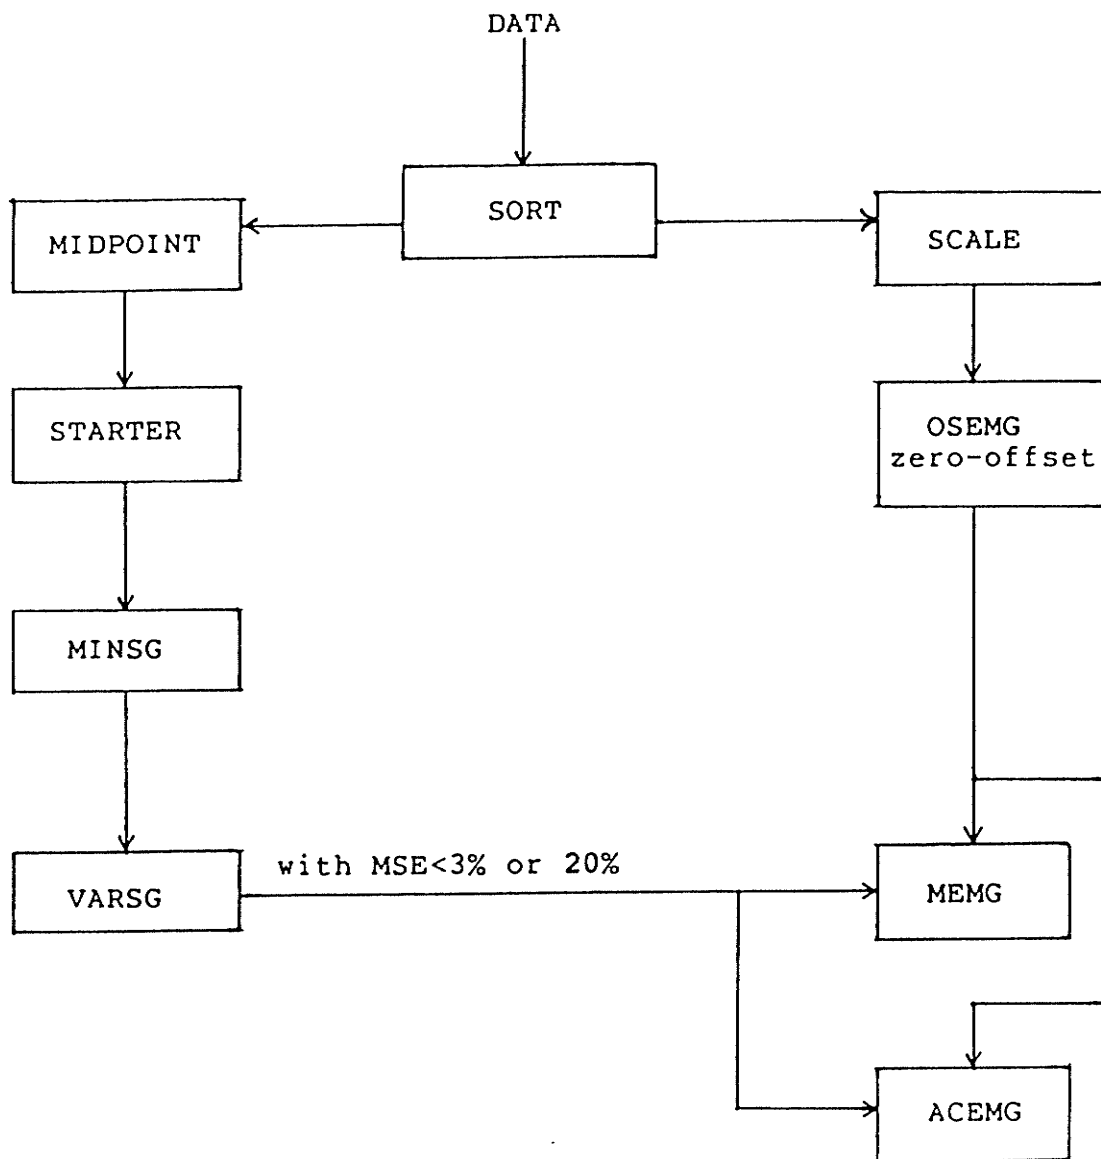 DATA
SORT
MIDPOINT
SCALE
STARTER
OSEMG
zero-offset
MINSG
with MSE<3% or 20%
VARSG
MEMG
ACEMG